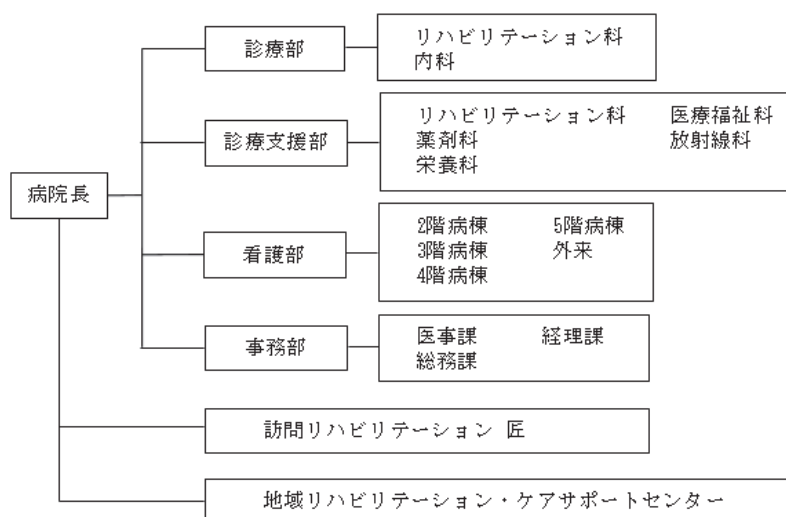 診療部
リハビリテーション科
内科
診療支援部
リハビリテーション科 医療福祉科
薬剤科 放射線科
栄養科
病院長
看護部
2階病棟 5階病棟
3階病棟 外来
4階病棟
事務部
医事課 経理課
総務課
訪問リハビリテーション 匠
地域リハビリテーション・ケアサポートセンター